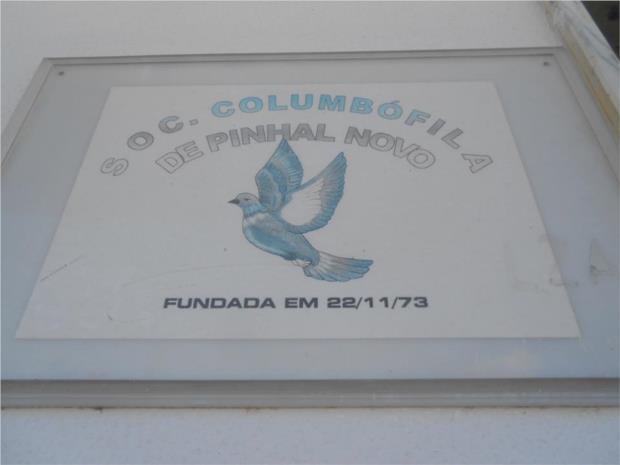 SOC. COLUMBÓFILA
DE PINHAL NOVO
FUNDADA EM 22/11/73